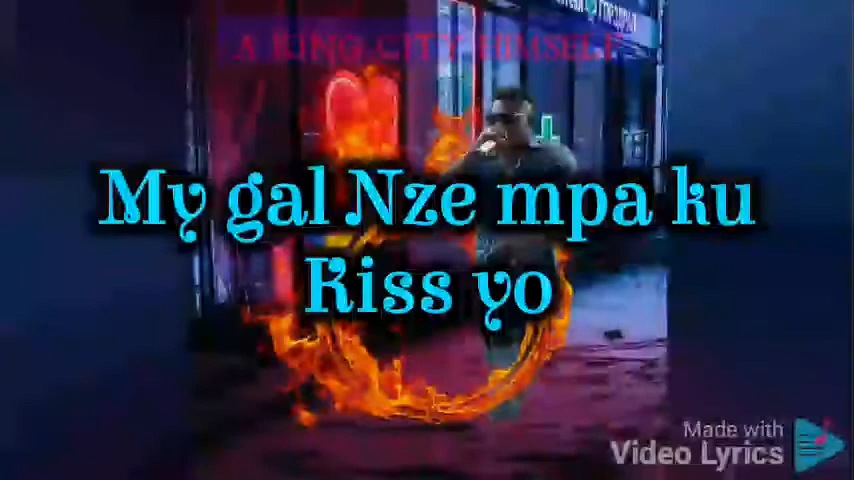 A KING CITY HIMSELF
My gal Nze mpa ku
Kiss yo
Made with
Video Lyrics